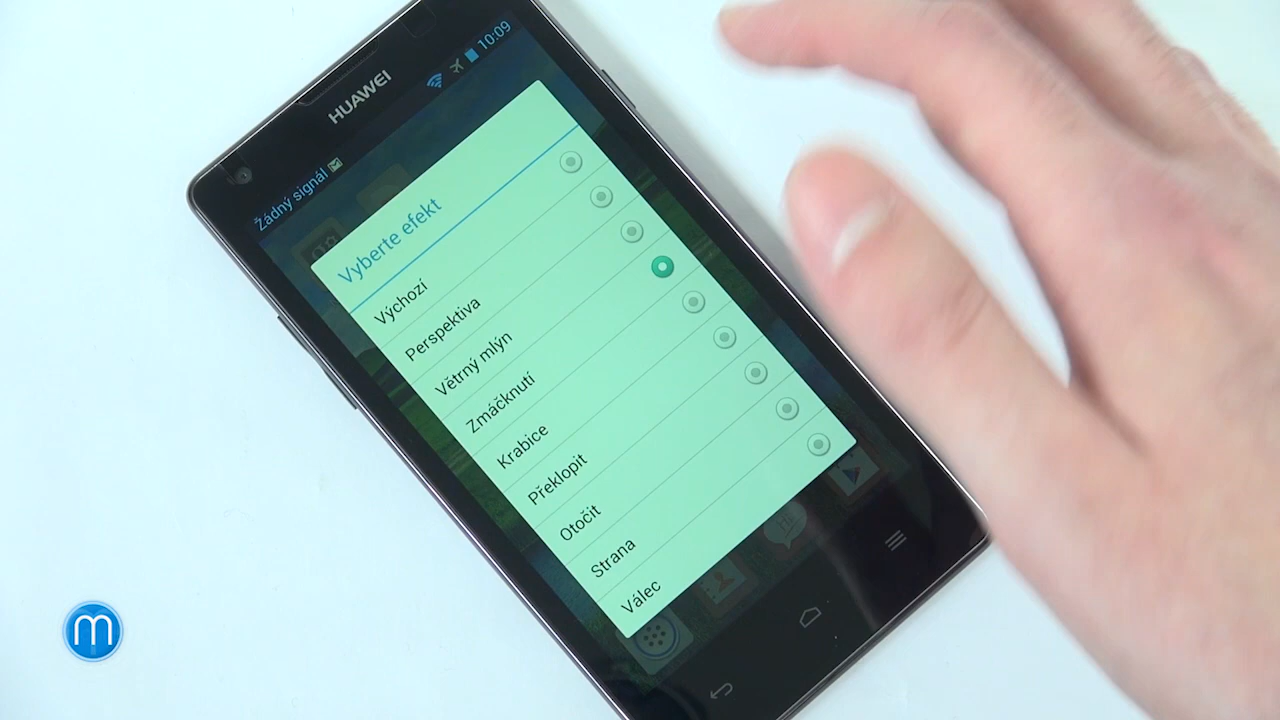 HUAWEI
Žádný signál
10:09
Vyberte efekt
Výchozí
Perspektiva
Větrný mlýn
Zmáčknutí
Krabice
Překlopit
Otočit
Strana
Válec
m